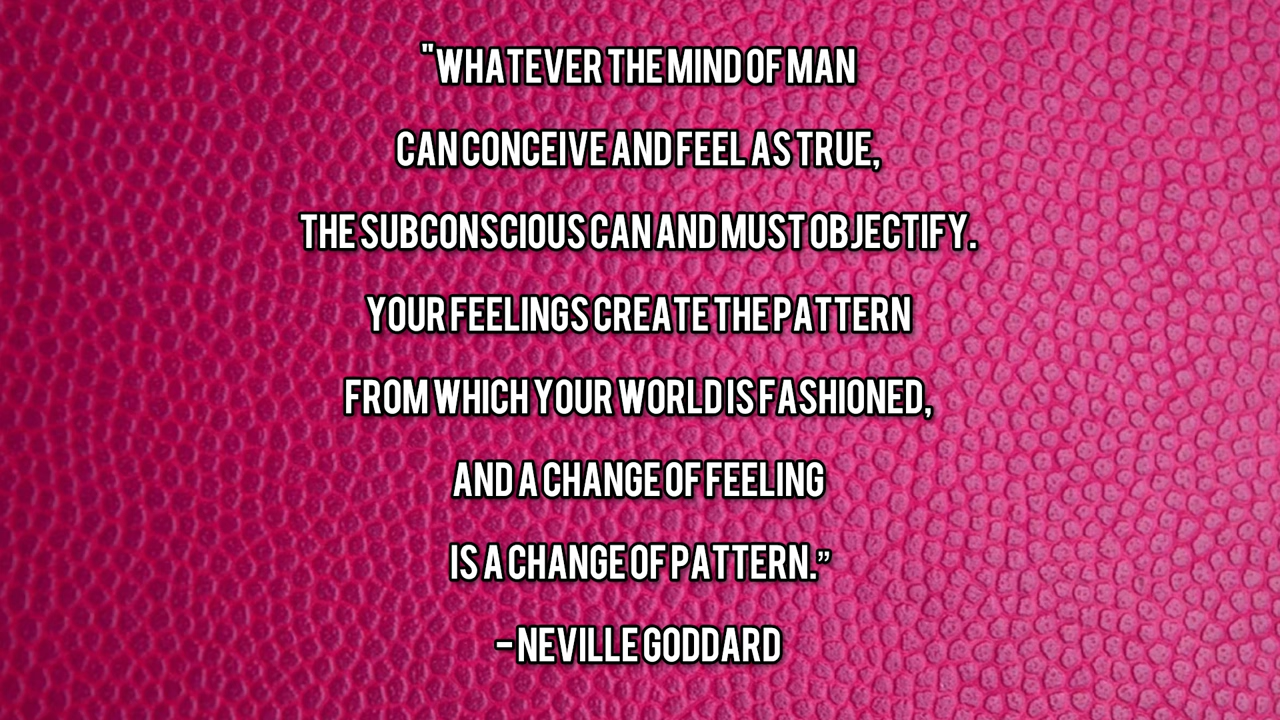 "WHATEVER THE MIND OF MAN
CAN CONCEIVE AND FEEL AS TRUE,
THE SUBCONSCIOUS CAN AND MUST OBJECTIFY.
YOUR FEELINGS CREATE THE PATTERN
FROM WHICH YOUR WORLD IS FASHIONED,
AND A CHANGE OF FEELING
IS A CHANGE OF PATTERN.”
- NEVILLE GODDARD